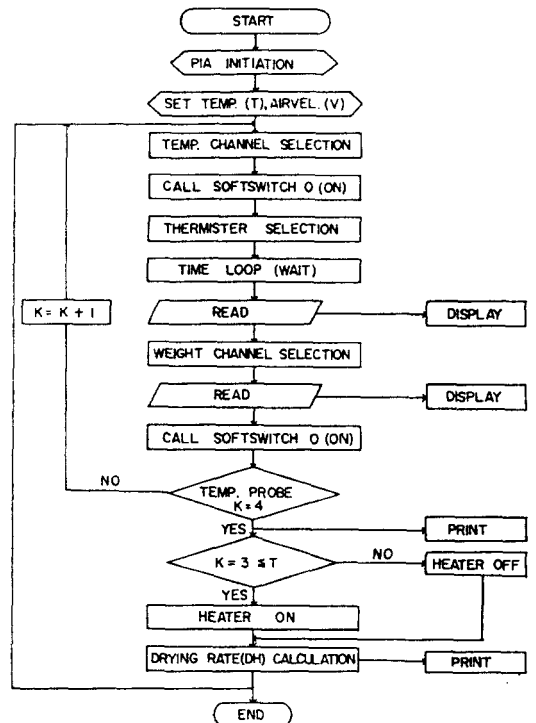 START
PIA INITIATION
SET TEMP. (T), AIRVEL. (V)
TEMP. CHANNEL SELECTION
CALL SOFTSWITCH O (ON)
THERMISTER SELECTION
TIME LOOP (WAIT)
K = K + 1
READ
DISPLAY
WEIGHT CHANNEL SELECTION
READ
DISPLAY
CALL SOFTSWITCH O (ON)
NO
TEMP. PROBE
K = 4
YES
PRINT
K = 3 ≦ T
NO
HEATER OFF
YES
HEATER ON
DRYING RATE(DH) CALCULATION
PRINT
END